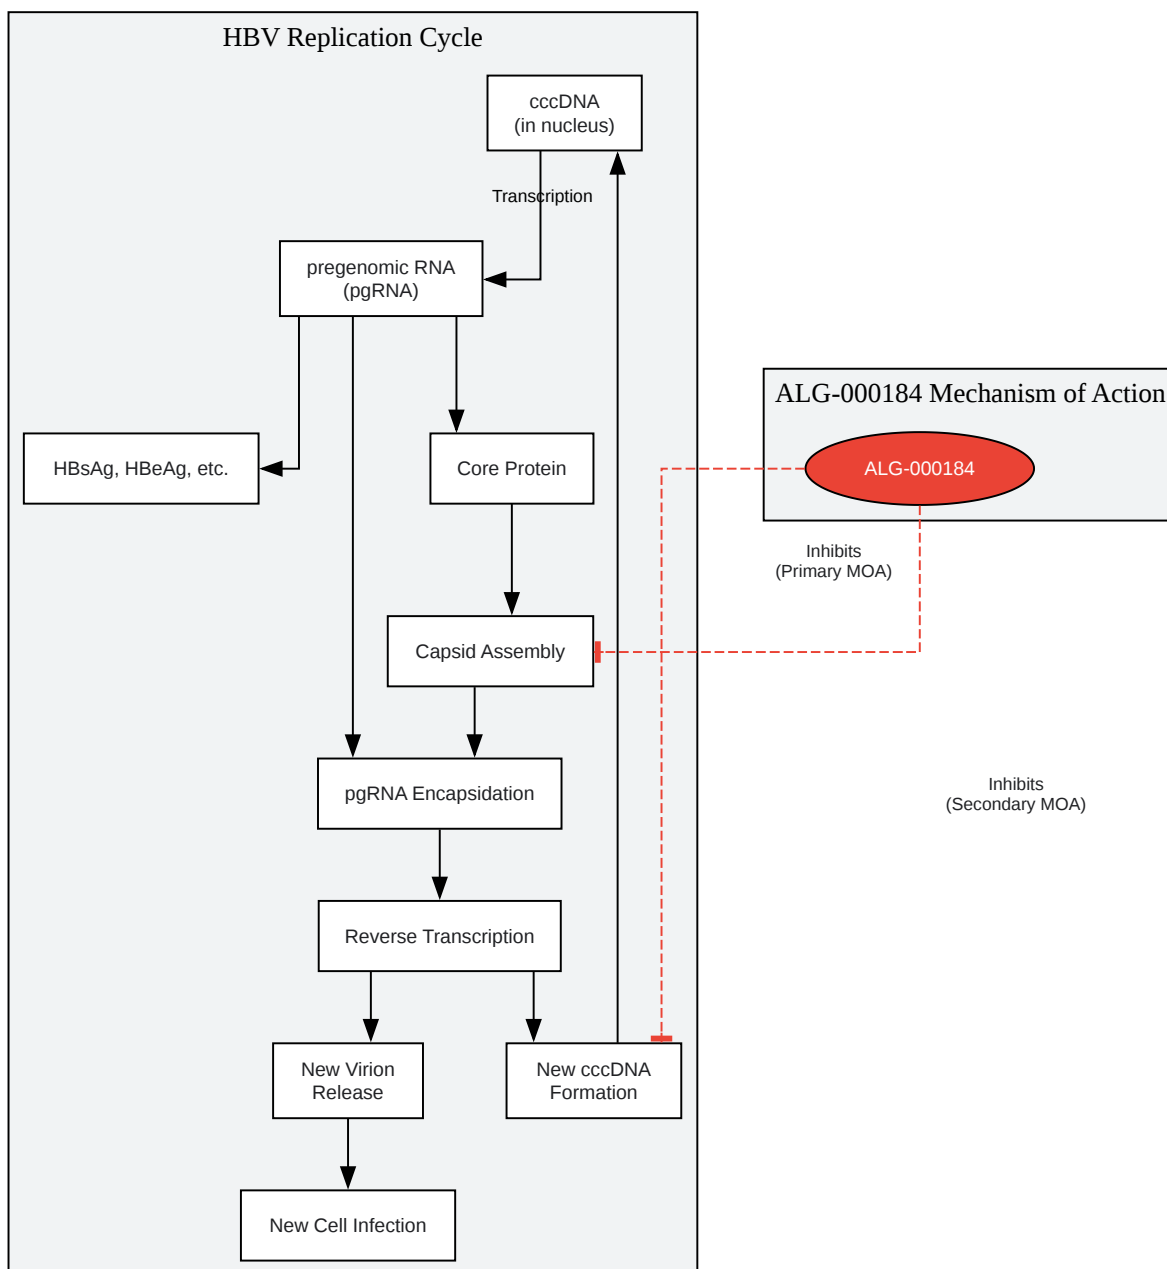 HBV Replication Cycle
cccDNA
(in nucleus)
Transcription
pregenomic RNA
(pgRNA)
ALG-000184 Mechanism of Action
HBsAg, HBeAg, etc.
Core Protein
ALG-000184
Inhibits
(Primary MOA)
Capsid Assembly
pgRNA Encapsidation
Inhibits
(Secondary MOA)
Reverse Transcription
New Virion
Release
New cccDNA
Formation
New Cell Infection